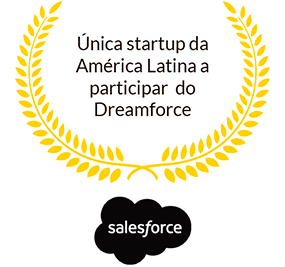 Única startup da
América Latina a
participar do
Dreamforce
salesforce